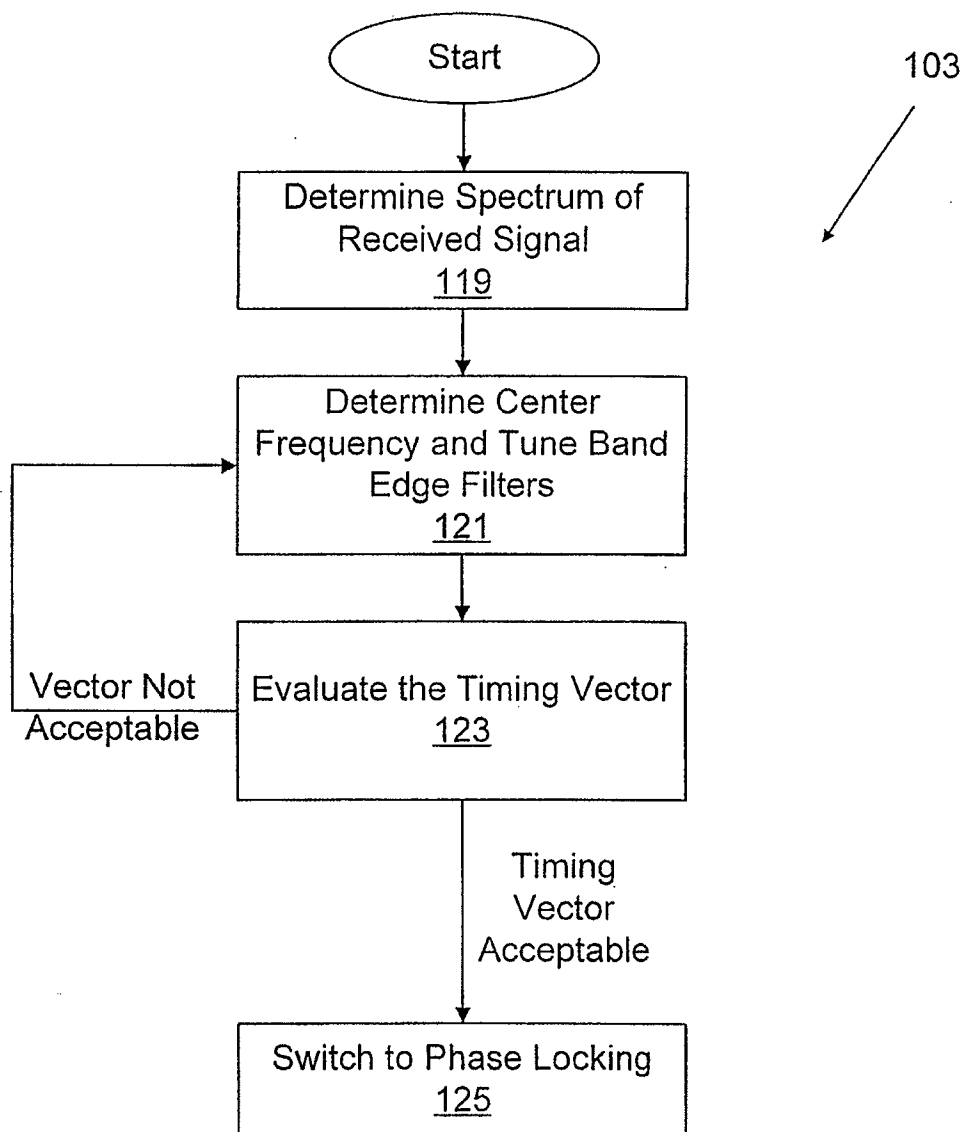 Start
103
Determine Spectrum of
Received Signal
119
Determine Center
Frequency and Tune Band
Edge Filters
121
Vector Not
Acceptable
Evaluate the Timing Vector
123
Timing
Vector
Acceptable
Switch to Phase Locking
125